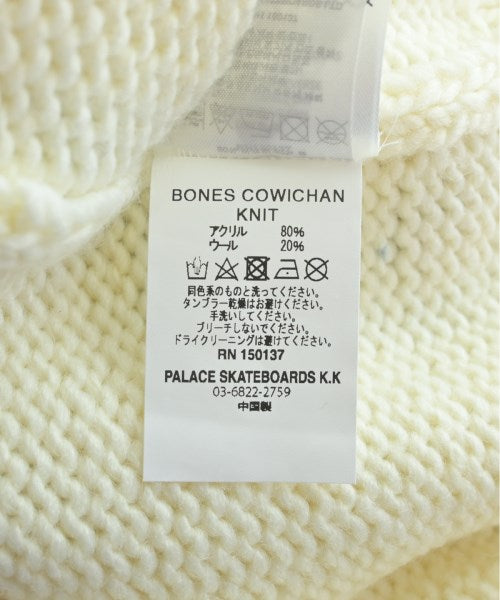 BONES COWICHAN
KNIT
アクリル 80%
ウール 20%
同色系のものと洗ってください。
タンブラー乾燥はお避けください。
手洗いしてください。
ブリーチしないでください。
ドライクリーニングは避けてください。
RN 150137
PALACE SKATEBOARDS K.K
03-6822-2759
中国製